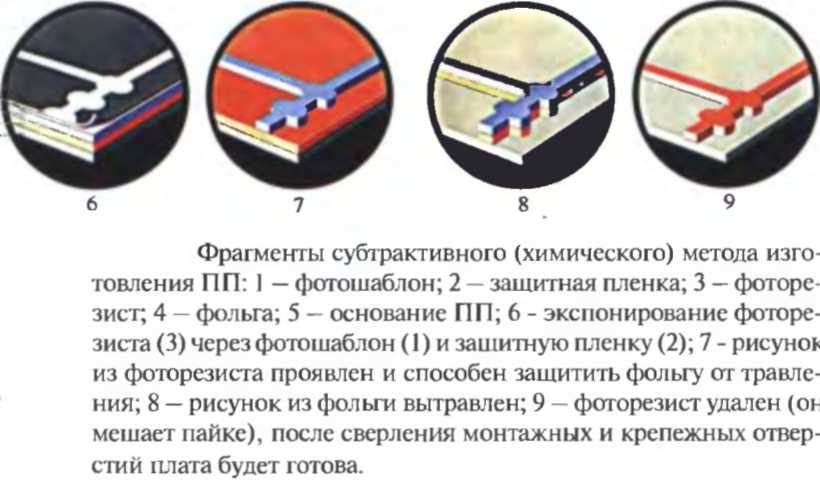 6 7 8 9
Фрагменты субтрактивного (химического) метода изго-
товления ПП: 1 – фотошаблон; 2 – защитная пленка; 3 – фоторе-
зист; 4 – фольга; 5 – основание ПП; 6 - экспонирование фоторе-
зиста (3) через фотошаблон (1) и защитную пленку (2); 7 - рисунок
из фоторезиста проявлен и способен защитить фольгу от травле-
ния; 8 – рисунок из фольги вытравлен; 9 – фоторезист удален (он
мешает пайке), после сверления монтажных и крепежных отвер-
стий плата будет готова.